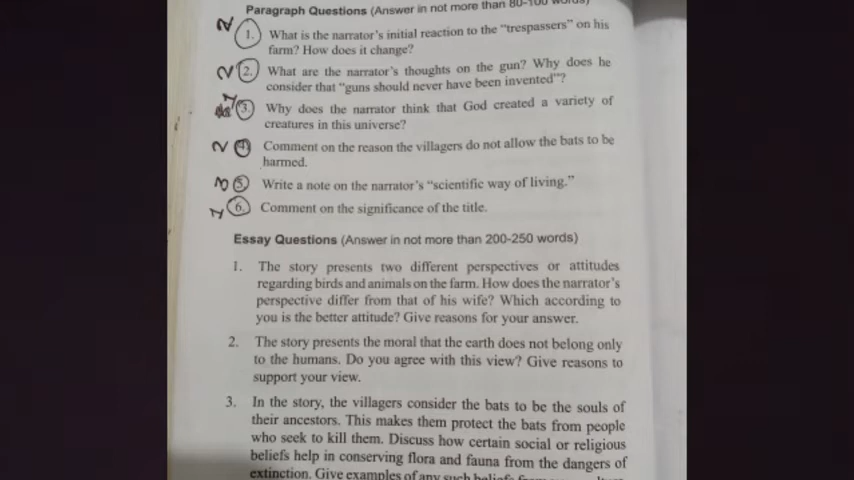 Paragraph Questions (Answer in not more than 80-100 words)
1. What is the narrator's initial reaction to the "trespassers" on his
farm? How does it change?
2. What are the narrator's thoughts on the gun? Why does he
consider that "guns should never have been invented"?
3. Why does the narrator think that God created a variety of
creatures in this universe?
4. Comment on the reason the villagers do not allow the bats to be
harmed.
5. Write a note on the narrator's "scientific way of living."
6. Comment on the significance of the title.
Essay Questions (Answer in not more than 200-250 words)
1. The story presents two different perspectives or attitudes
regarding birds and animals on the farm. How does the narrator's
perspective differ from that of his wife? Which according to
you is the better attitude? Give reasons for your answer.
2. The story presents the moral that the earth does not belong only
to the humans. Do you agree with this view? Give reasons to
support your view.
3. In the story, the villagers consider the bats to be the souls of
their ancestors. This makes them protect the bats from people
who seek to kill them. Discuss how certain social or religious
beliefs help in conserving flora and fauna from the dangers of
extinction. Give examples of any such beliefs